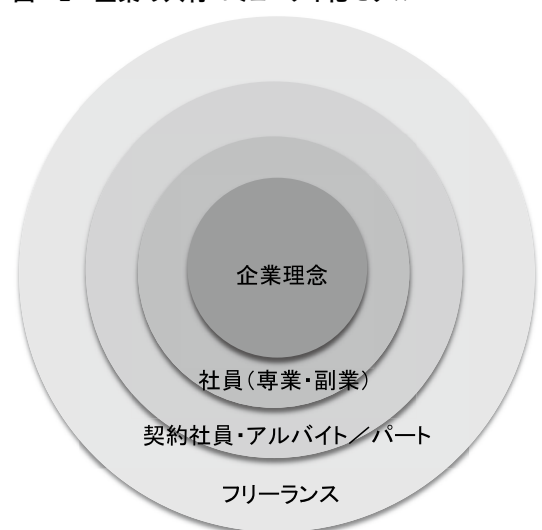 企業理念
社員（専業・副業）
契約社員・アルバイト／パート
フリーランス